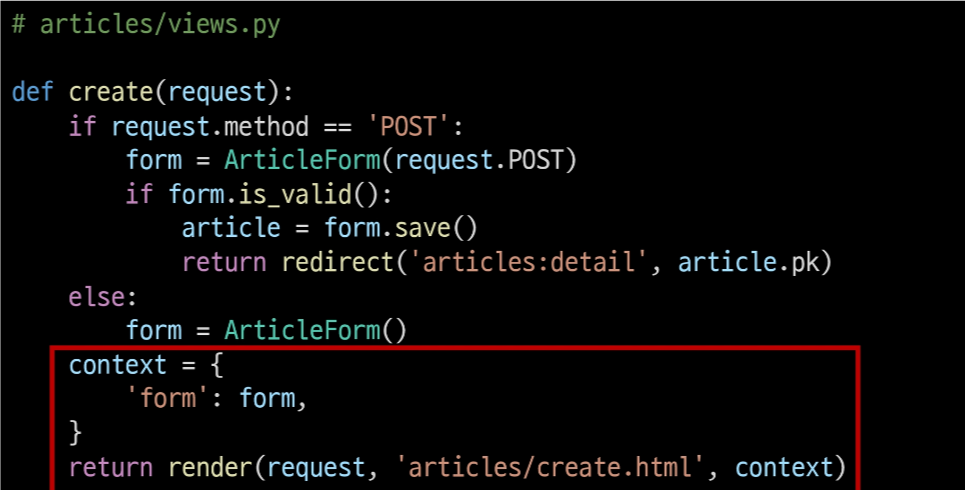 # articles/views.py

def create(request):
    if request.method == 'POST':
        form = ArticleForm(request.POST)
        if form.is_valid():
            article = form.save()
            return redirect('articles:detail', article.pk)
    else:
        form = ArticleForm()
    context = {
        'form': form,
    }
    return render(request, 'articles/create.html', context)